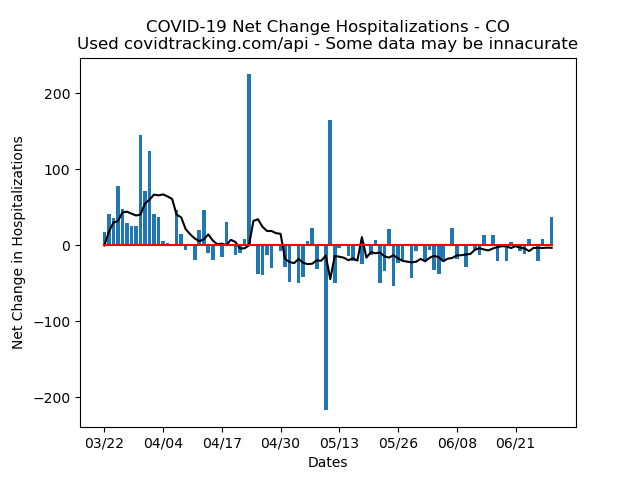 COVID-19 Net Change Hospitalizations - CO
Used covidtracking.com/api - Some data may be innacurate
Net Change in Hospitalizations
200
100
0
−100
−200
03/22 04/04 04/17 04/30 05/13 05/26 06/08 06/21
Dates